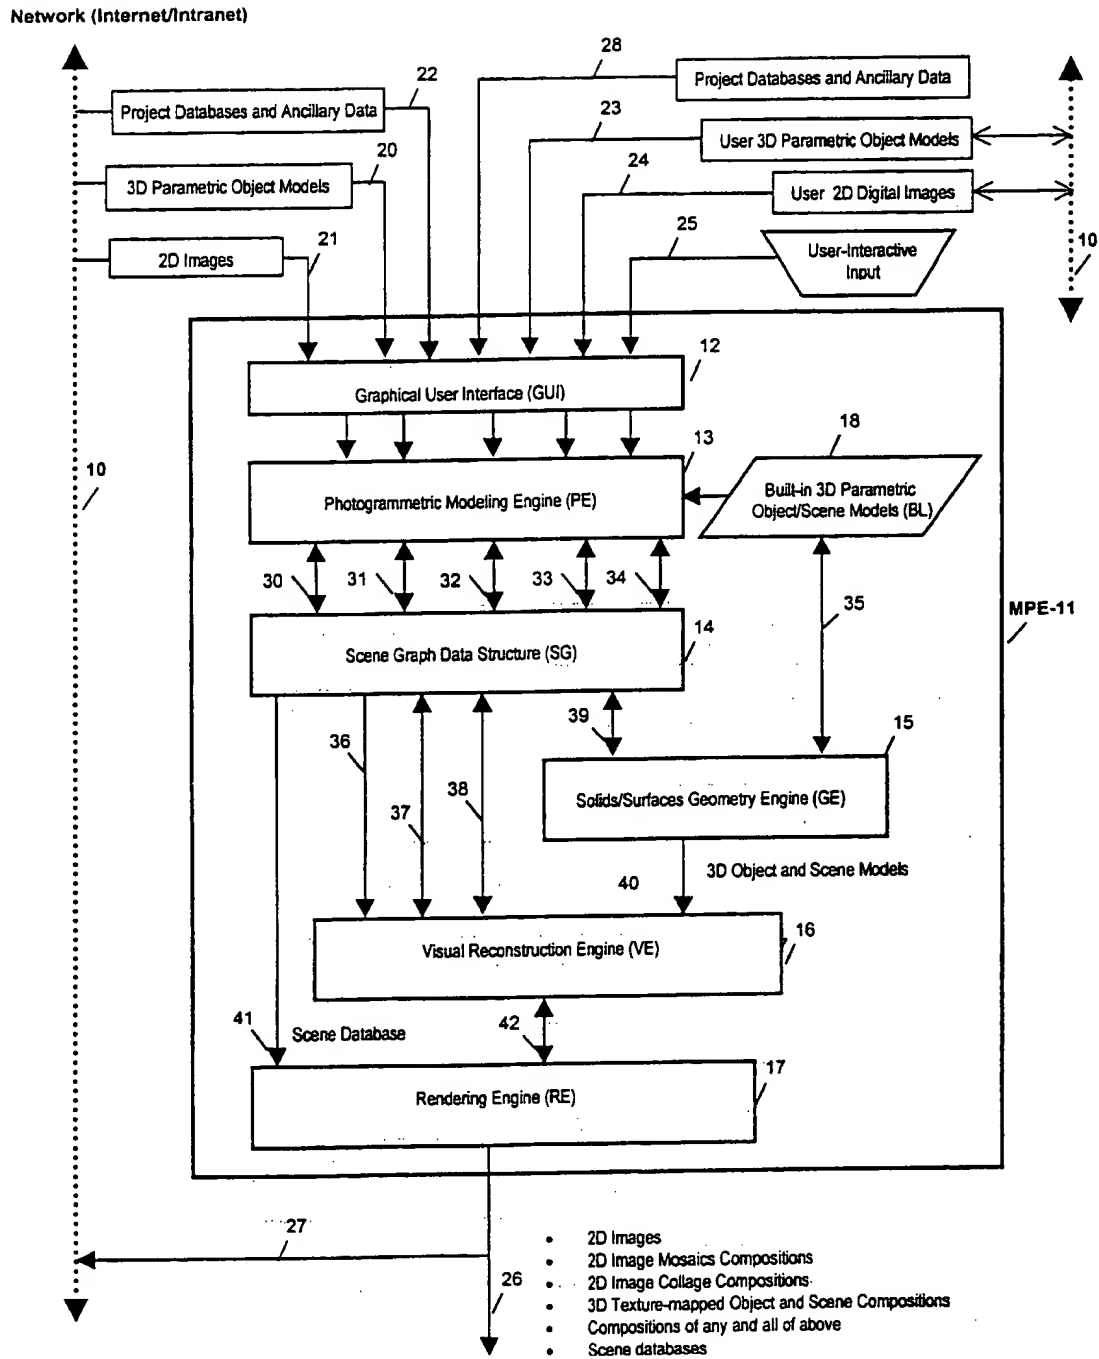 Network (Internet/Intranet)
28
22
Project Databases and Ancillary Data
Project Databases and Ancillary Data
23
User 3D Parametric Object Models
20
3D Parametric Object Models
24
User 2D Digital Images
21
25
2D Images
User-Interactive
Input
10
12
Graphical User Interface (GUI)
13
18
10
Photogrammetric Modeling Engine (PE)
Built-in 3D Parametric
Object/Scene Models (BL)
30
31
32
33
34
35
MPE-11
14
Scene Graph Data Structure (SG)
39
15
36
37
38
Solids/Surfaces Geometry Engine (GE)
40
3D Object and Scene Models
16
Visual Reconstruction Engine (VE)
41
Scene Database
42
17
Rendering Engine (RE)
27
26
• 2D Images
• 2D Image Mosaics Compositions
• 2D Image Collage Compositions
• 3D Texture-mapped Object and Scene Compositions
• Compositions of any and all of above
• Scene databases